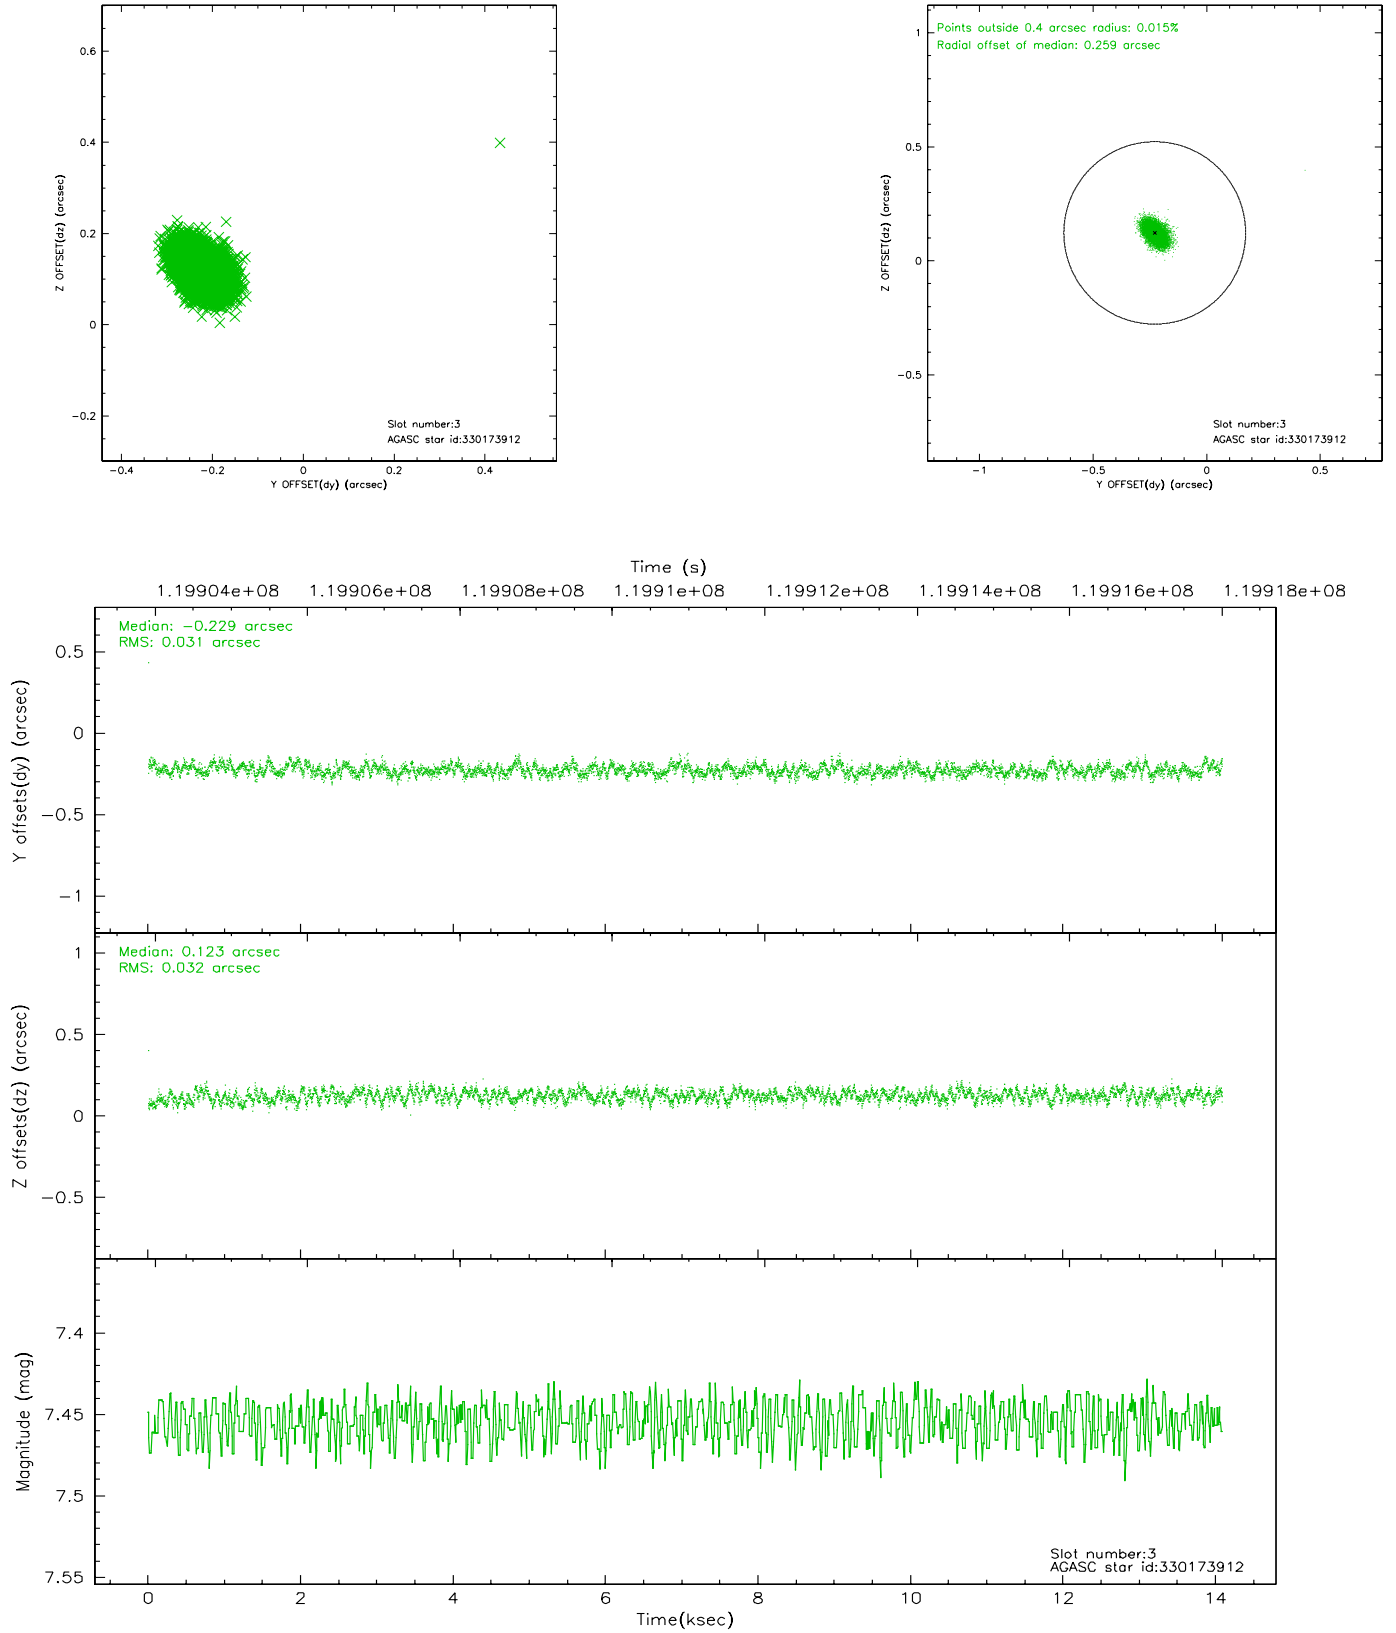 0.6
0.4
0.2
0
−0.2
Z OFFSET(dz) (arcsec)
Slot number:3
AGASC star id:330173912
−0.4 −0.2 0 0.2 0.4
Y OFFSET(dy) (arcsec)
Points outside 0.4 arcsec radius: 0.015%
Radial offset of median: 0.259 arcsec
1
0.5
0
−0.5
Z OFFSET(dz) (arcsec)
Slot number:3
AGASC star id:330173912
−1 −0.5 0 0.5
Y OFFSET(dy) (arcsec)
Time (s)
1.19904e+08 1.19906e+08 1.19908e+08 1.1991e+08 1.19912e+08 1.19914e+08 1.19916e+08 1.19918e+08
Median: −0.229 arcsec
RMS: 0.031 arcsec
0.5
0
−0.5
−1
Y offsets(dy) (arcsec)
Median: 0.123 arcsec
RMS: 0.032 arcsec
1
0.5
0
−0.5
Z offsets(dz) (arcsec)
7.4
7.45
7.5
7.55
Magnitude (mag)
Slot number:3
AGASC star id:330173912
0 2 4 6 8 10 12 14
Time(ksec)